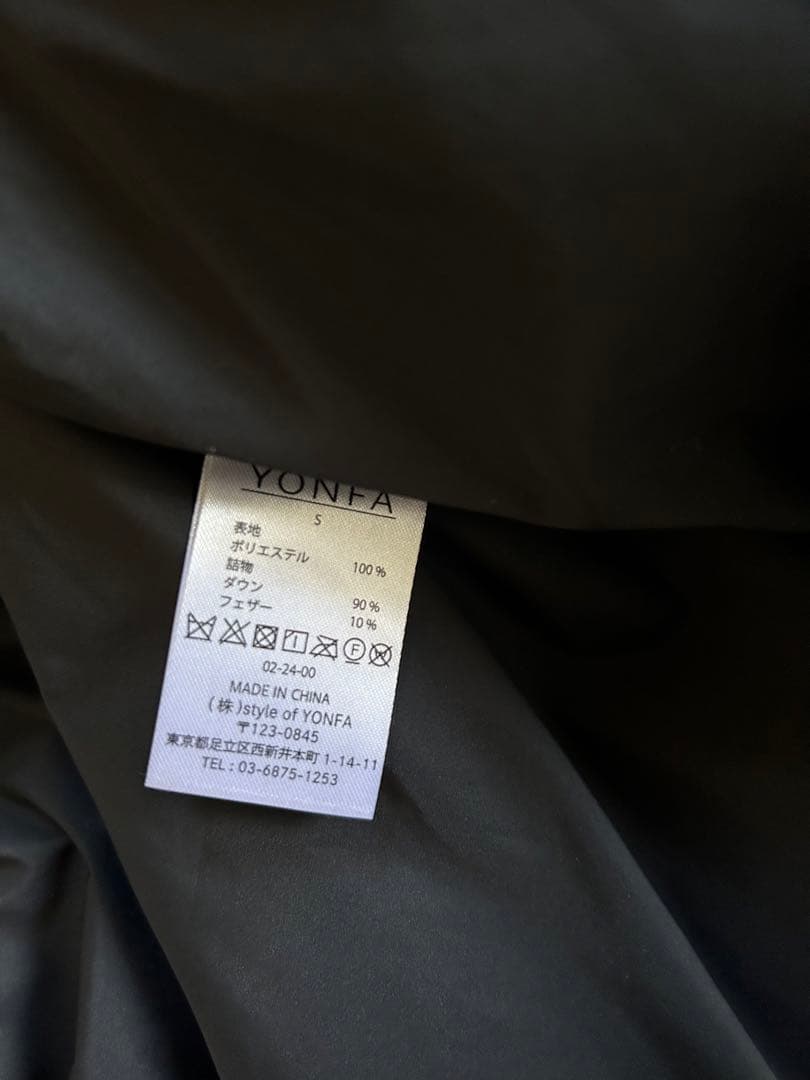 YONFA
S
表地
ポリエステル 100%
詰物
ダウン 90%
フェザー 10%
02-24-00
MADE IN CHINA
(株)style of YONFA
〒123-0845
東京都足立区西新井本町 1-14-11
TEL : 03-6875-1253